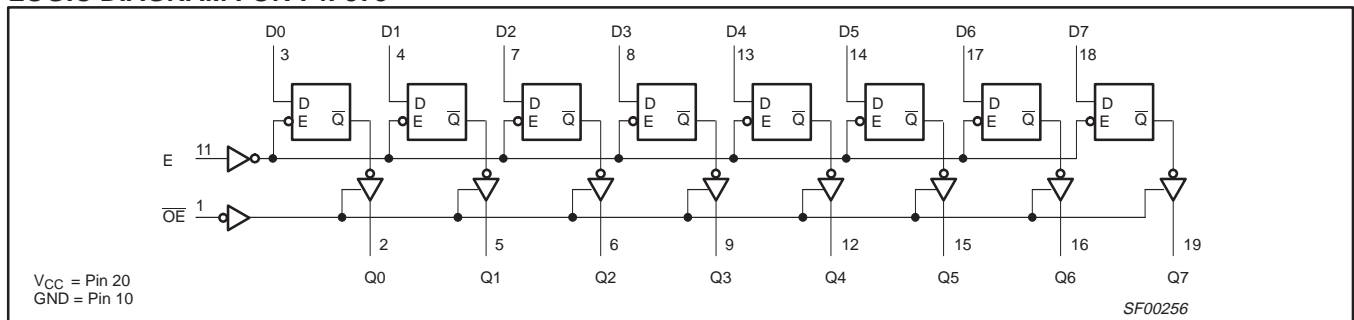 D0 D1 D2 D3 D4 D5 D6 D7
3 4 7 8 13 14 17 18
D D D D D D D D
E Q̅ E Q̅ E Q̅ E Q̅ E Q̅ E Q̅ E Q̅ E Q̅
E 11
O̅E̅ 1
2 5 6 9 12 15 16 19
Q0 Q1 Q2 Q3 Q4 Q5 Q6 Q7
VCC = Pin 20
GND = Pin 10
SF00256